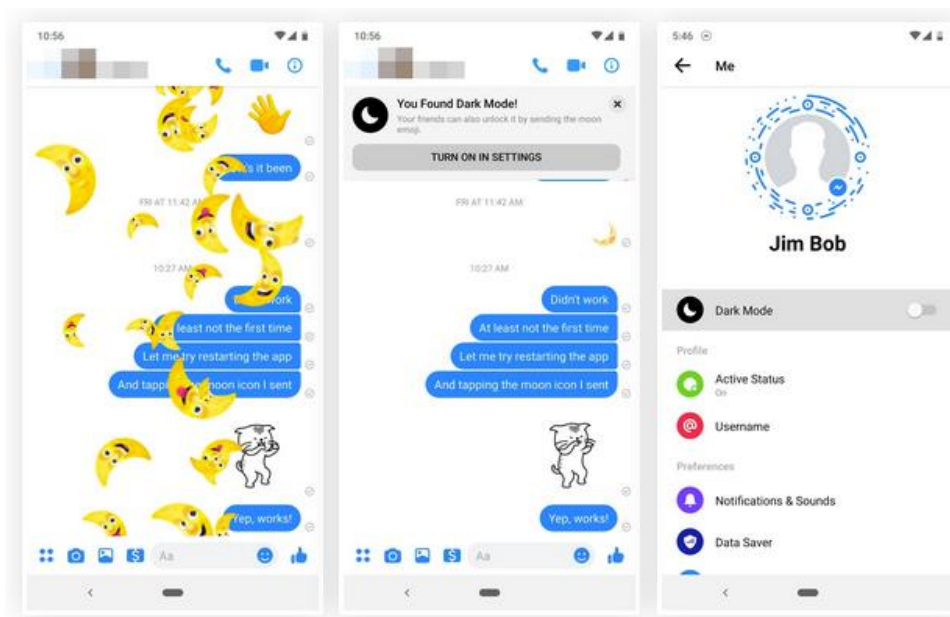 10:56
's it been
FRI AT 11:42 AM
10:27 AM
work
least not the first time
Let me try restarting the app
And tapping the moon icon I sent
Yep, works!
Aa
10:56
You Found Dark Mode!
Your friends can also unlock it by sending the moon
emoji.
TURN ON IN SETTINGS
FRI AT 11:42 AM
10:27 AM
Didn't work
At least not the first time
Let me try restarting the app
And tapping the moon icon I sent
Yep, works!
Aa
5:46
Me
Jim Bob
Dark Mode
Profile
Active Status
On
Username
Preferences
Notifications & Sounds
Data Saver